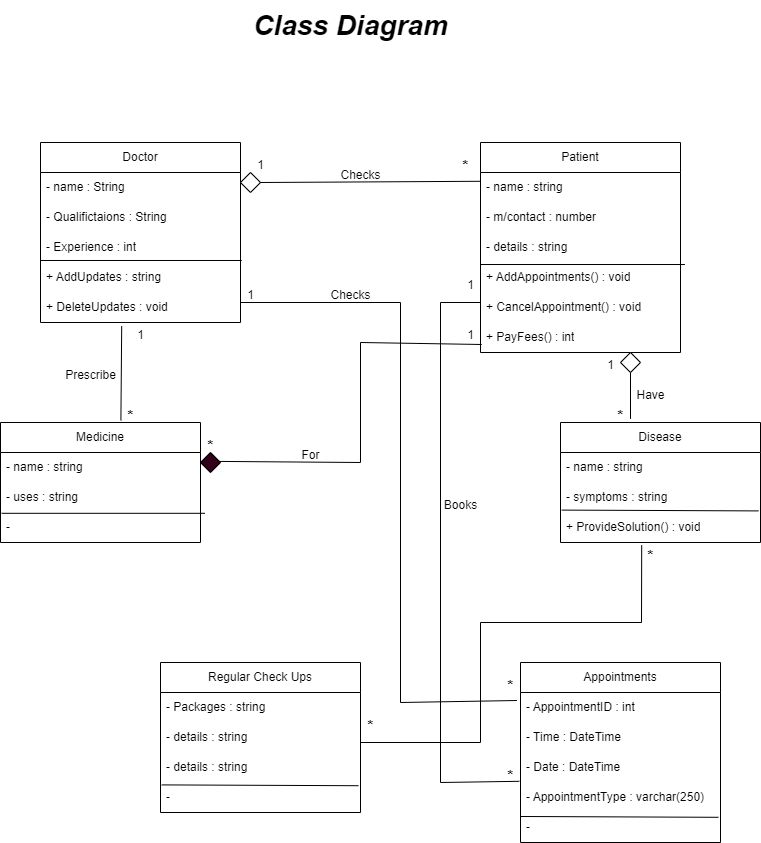 Class Diagram
Doctor
- name : String
- Qualifictaions : String
- Experience : int
+ AddUpdates : string
+ DeleteUpdates : void
1
Checks
*
Patient
- name : string
- m/contact : number
- details : string
+ AddAppointments() : void
+ CancelAppointment() : void
+ PayFees() : int
1
Checks
1
1
1
Prescribe
*
1
Have
*
Medicine
- name : string
- uses : string
-
*
For
Disease
- name : string
- symptoms : string
+ ProvideSolution() : void
*
Books
Regular Check Ups
- Packages : string
- details : string
- details : string
-
*
*
*
Appointments
- AppointmentID : int
- Time : DateTime
- Date : DateTime
- AppointmentType : varchar(250)
-